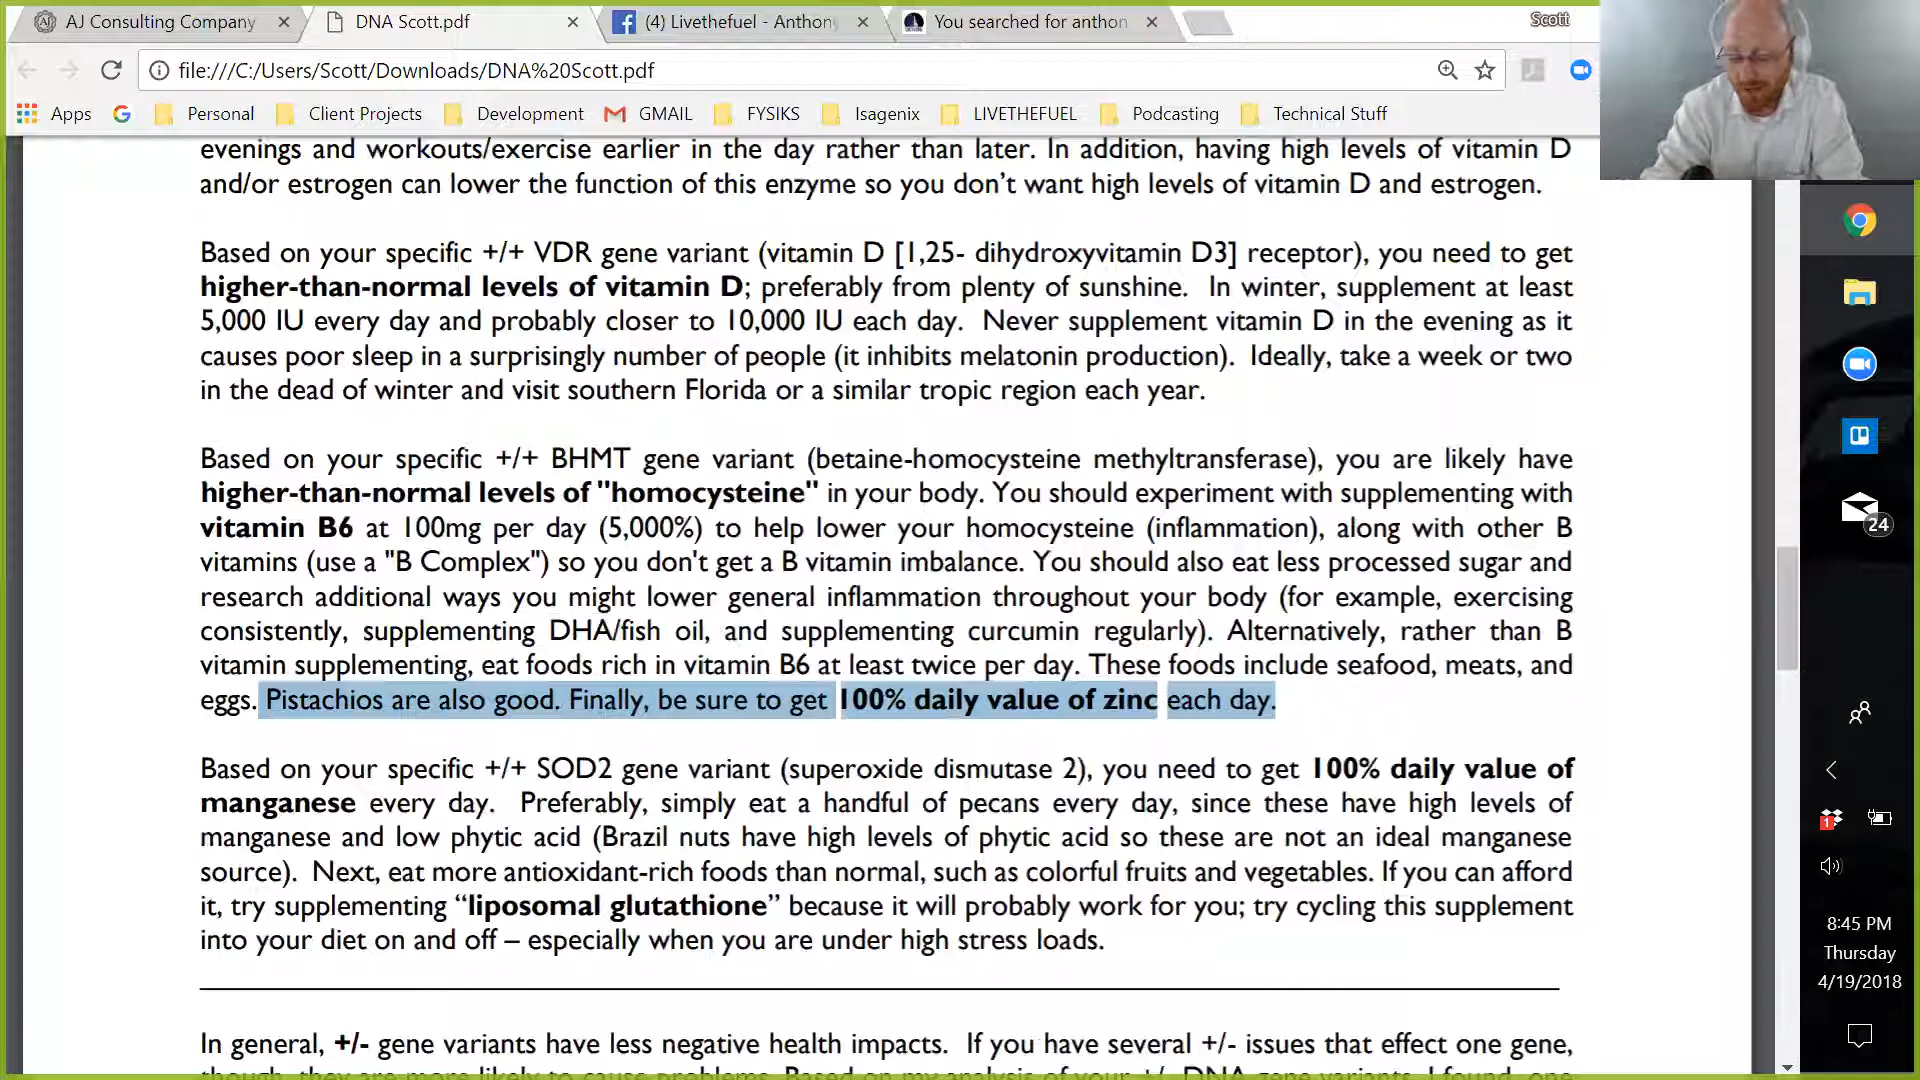 AJ Consulting Company
DNA Scott.pdf
(4) Livethefuel - Anthon
You searched for anthon
Scott
file:///C:/Users/Scott/Downloads/DNA%20Scott.pdf
Apps
Personal
Client Projects
Development
GMAIL
FYSIKS
Isagenix
LIVETHEFUEL
Podcasting
Technical Stuff
evenings and workouts/exercise earlier in the day rather than later. In addition, having high levels of vitamin D
and/or estrogen can lower the function of this enzyme so you don’t want high levels of vitamin D and estrogen.
Based on your specific +/+ VDR gene variant (vitamin D [1,25- dihydroxyvitamin D3] receptor), you need to get
higher-than-normal levels of vitamin D; preferably from plenty of sunshine. In winter, supplement at least
5,000 IU every day and probably closer to 10,000 IU each day. Never supplement vitamin D in the evening as it
causes poor sleep in a surprisingly number of people (it inhibits melatonin production). Ideally, take a week or two
in the dead of winter and visit southern Florida or a similar tropic region each year.
Based on your specific +/+ BHMT gene variant (betaine-homocysteine methyltransferase), you are likely have
higher-than-normal levels of "homocysteine" in your body. You should experiment with supplementing with
vitamin B6 at 100mg per day (5,000%) to help lower your homocysteine (inflammation), along with other B
vitamins (use a "B Complex") so you don't get a B vitamin imbalance. You should also eat less processed sugar and
research additional ways you might lower general inflammation throughout your body (for example, exercising
consistently, supplementing DHA/fish oil, and supplementing curcumin regularly). Alternatively, rather than B
vitamin supplementing, eat foods rich in vitamin B6 at least twice per day. These foods include seafood, meats, and
eggs. Pistachios are also good. Finally, be sure to get 100% daily value of zinc each day.
Based on your specific +/+ SOD2 gene variant (superoxide dismutase 2), you need to get 100% daily value of
manganese every day. Preferably, simply eat a handful of pecans every day, since these have high levels of
manganese and low phytic acid (Brazil nuts have high levels of phytic acid so these are not an ideal manganese
source). Next, eat more antioxidant-rich foods than normal, such as colorful fruits and vegetables. If you can afford
it, try supplementing “liposomal glutathione” because it will probably work for you; try cycling this supplement
into your diet on and off – especially when you are under high stress loads.
In general, +/- gene variants have less negative health impacts. If you have several +/- issues that effect one gene,
though, they are more likely to cause problems. Based on my analysis of your +/- DNA gene variants, I found one
24
1
8:45 PM
Thursday
4/19/2018